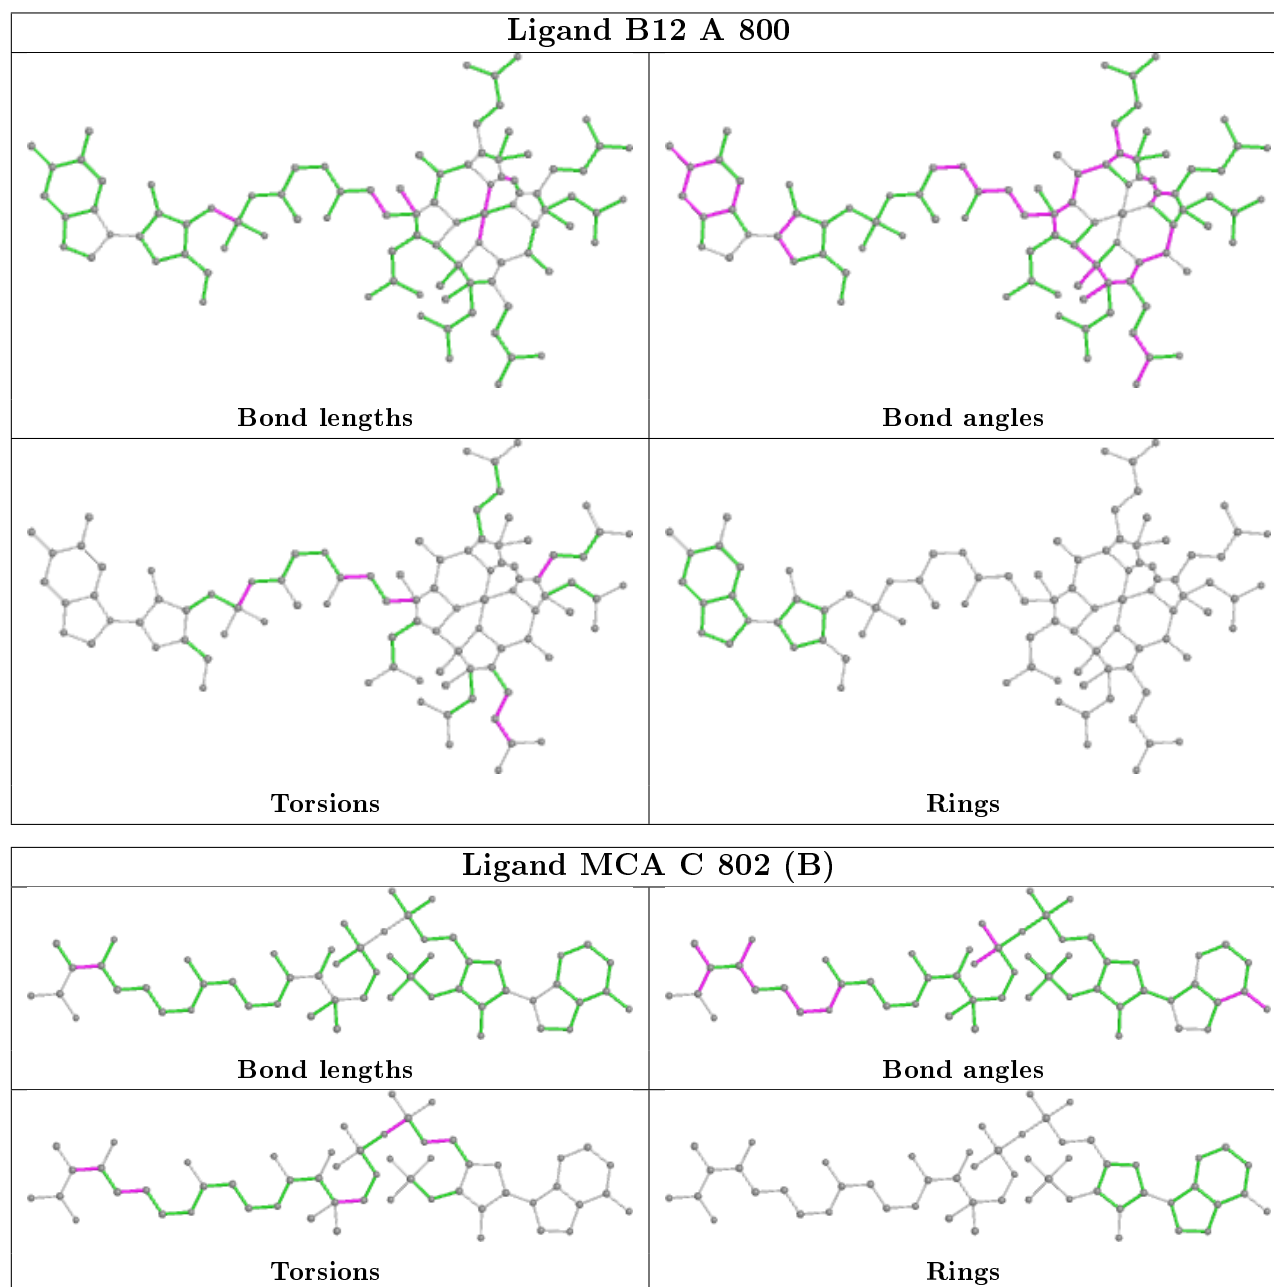 Ligand B12 A 800
Bond lengths
Bond angles
Torsions
Rings
Ligand MCA C 802 (B)
Bond lengths
Bond angles
Torsions
Rings